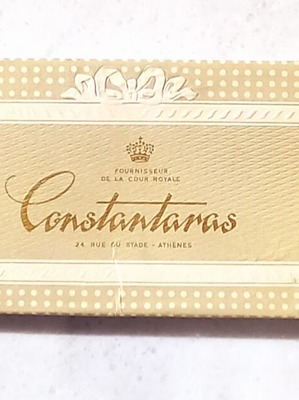 FOURNISSEUR
DE LA COUR ROYALE
Constantaras
24 RUE DU STADE - ATHÈNES